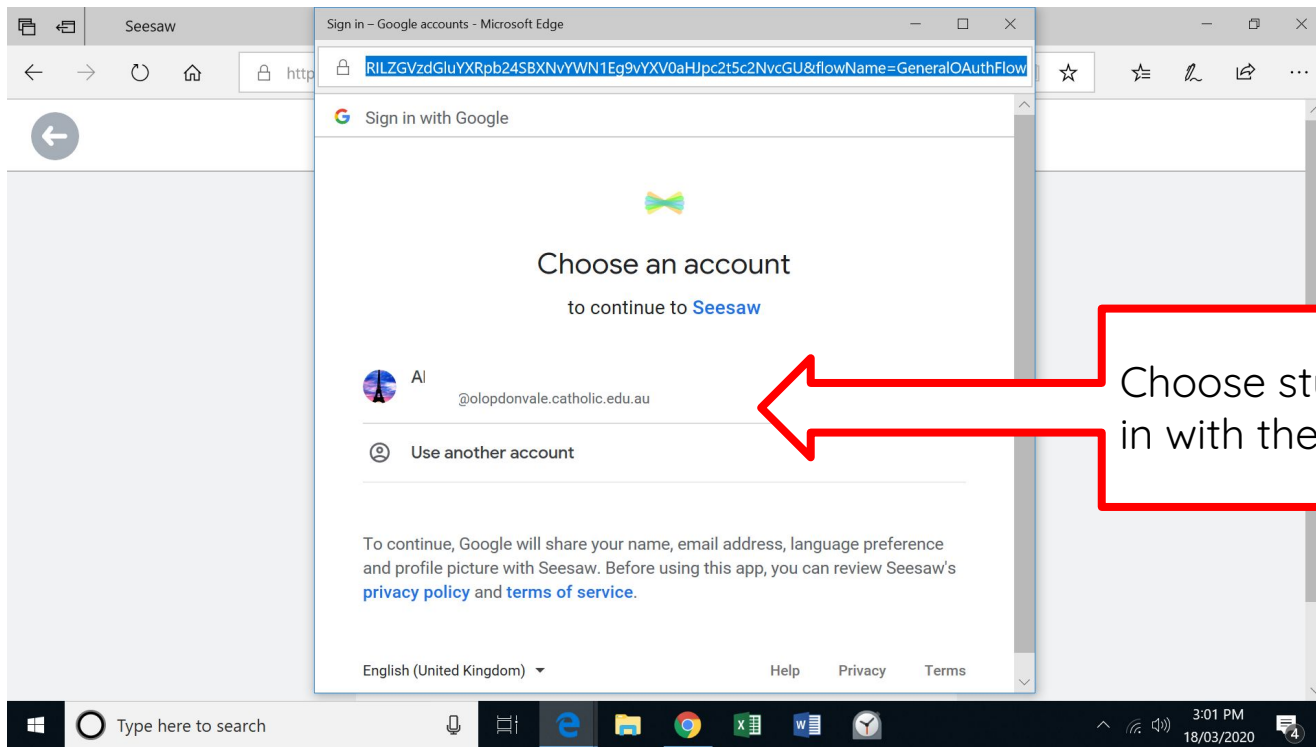 Seesaw
Sign in – Google accounts - Microsoft Edge
http
RlLZGVzdGluYXRpb24SBXNvYWN1Eg9vYXV0aHJpc2t5c2NvcGU&flowName=GeneralOAuthFlow
G Sign in with Google
Choose an account
to continue to Seesaw
Al
@olopdonvale.catholic.edu.au
Use another account
Choose stu
in with the
To continue, Google will share your name, email address, language preference
and profile picture with Seesaw. Before using this app, you can review Seesaw's
privacy policy and terms of service.
English (United Kingdom)
Help Privacy Terms
Type here to search
3:01 PM
18/03/2020
4